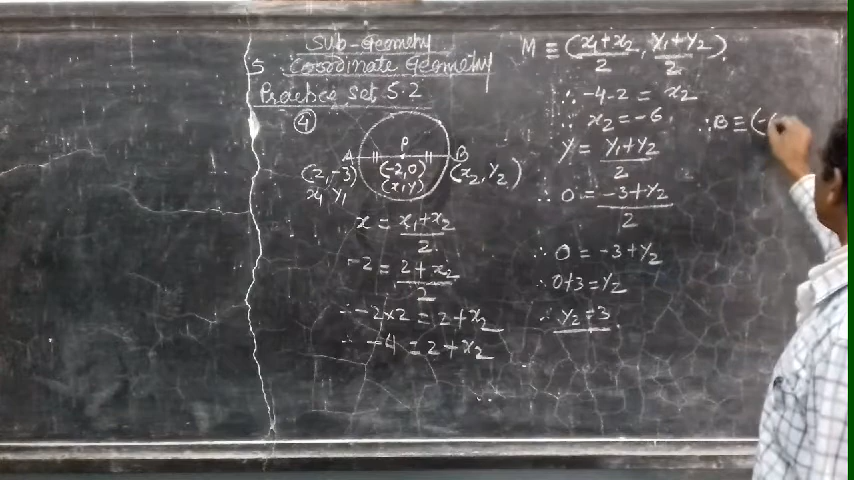 Sub-Geometry
5 Coordinate Geometry
Practice Set 5.2
④
P
A
B
(2, -3)
(-2, 0)
(x2, y2)
x1 y1
(x, y)
x = x1+x2 / 2
-2 = 2+x2 / 2
∴ -2×2 = 2+x2
∴ -4 = 2+x2
M ≡ (x1+x2 / 2, y1+y2 / 2)
∴ -4-2 = x2
∴ x2 = -6.
y = y1+y2 / 2
∴ 0 = -3+y2 / 2
∴ 0 = -3+y2
∴ 0+3 = y2
∴ y2 = 3.
∴ B ≡ (-